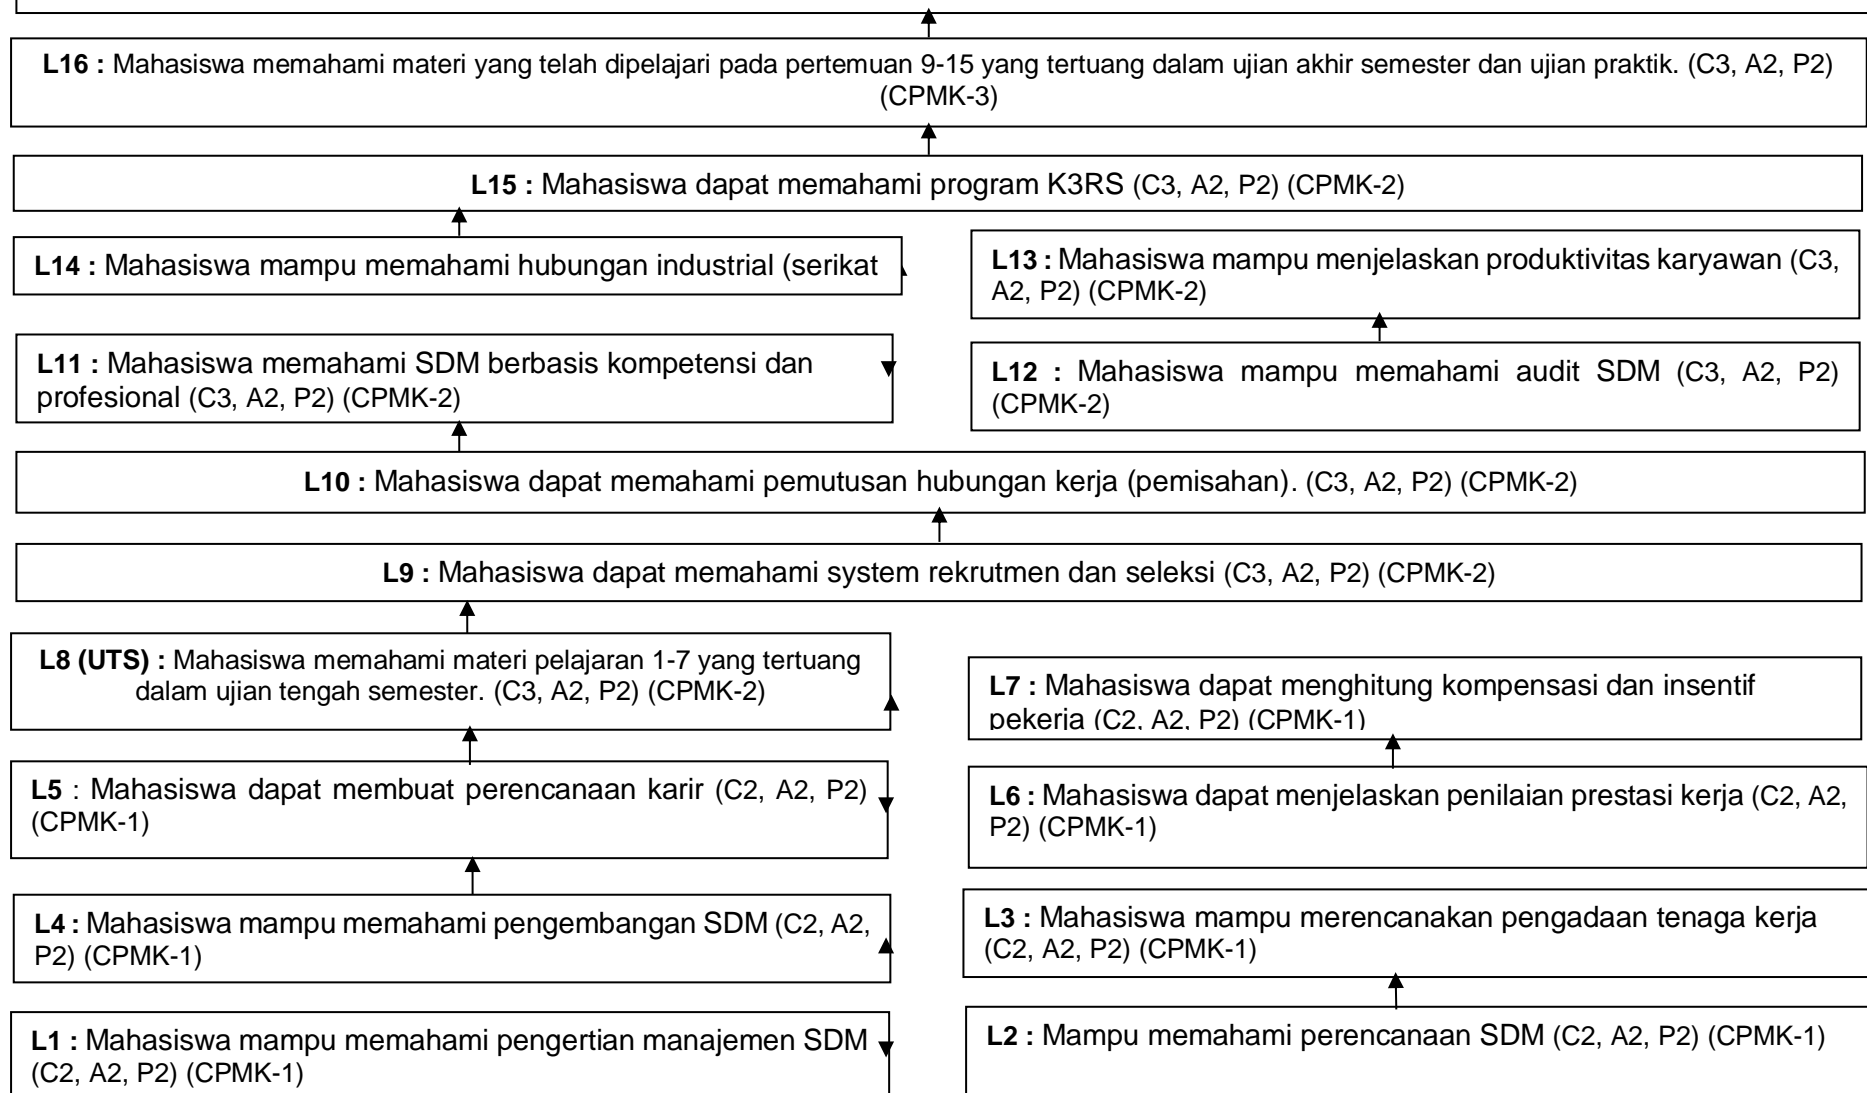 L16 : Mahasiswa memahami materi yang telah dipelajari pada pertemuan 9-15 yang tertuang dalam ujian akhir semester dan ujian praktik. (C3, A2, P2)
(CPMK-3)
L15 : Mahasiswa dapat memahami program K3RS (C3, A2, P2) (CPMK-2)
L14 : Mahasiswa mampu memahami hubungan industrial (serikat
L13 : Mahasiswa mampu menjelaskan produktivitas karyawan (C3,
A2, P2) (CPMK-2)
L11 : Mahasiswa memahami SDM berbasis kompetensi dan
profesional (C3, A2, P2) (CPMK-2)
L12 : Mahasiswa mampu memahami audit SDM (C3, A2, P2)
(CPMK-2)
L10 : Mahasiswa dapat memahami pemutusan hubungan kerja (pemisahan). (C3, A2, P2) (CPMK-2)
L9 : Mahasiswa dapat memahami system rekrutmen dan seleksi (C3, A2, P2) (CPMK-2)
L8 (UTS) : Mahasiswa memahami materi pelajaran 1-7 yang tertuang
dalam ujian tengah semester. (C3, A2, P2) (CPMK-2)
L7 : Mahasiswa dapat menghitung kompensasi dan insentif
pekerja (C2, A2, P2) (CPMK-1)
L5 : Mahasiswa dapat membuat perencanaan karir (C2, A2, P2)
(CPMK-1)
L6 : Mahasiswa dapat menjelaskan penilaian prestasi kerja (C2, A2,
P2) (CPMK-1)
L4 : Mahasiswa mampu memahami pengembangan SDM (C2, A2,
P2) (CPMK-1)
L3 : Mahasiswa mampu merencanakan pengadaan tenaga kerja
(C2, A2, P2) (CPMK-1)
L1 : Mahasiswa mampu memahami pengertian manajemen SDM
(C2, A2, P2) (CPMK-1)
L2 : Mampu memahami perencanaan SDM (C2, A2, P2) (CPMK-1)